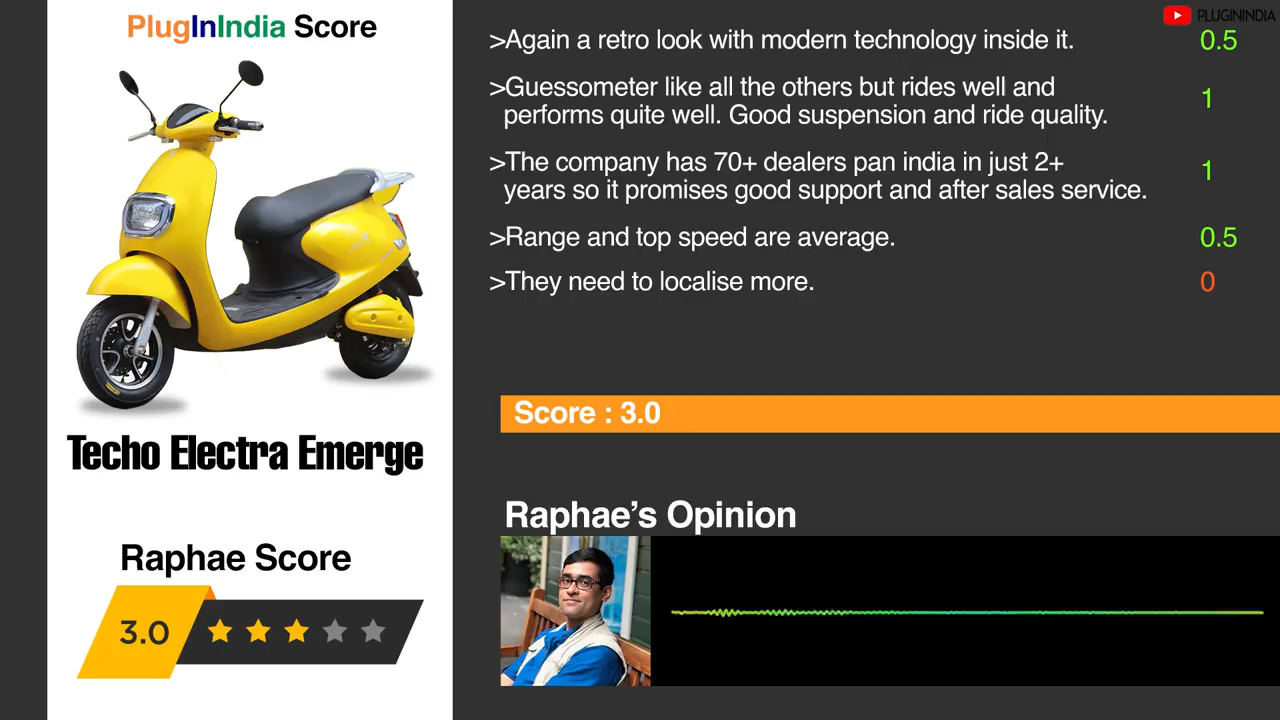 PlugInIndia Score
PLUGININDIA
>Again a retro look with modern technology inside it. 0.5
>Guessometer like all the others but rides well and
performs quite well. Good suspension and ride quality. 1
>The company has 70+ dealers pan india in just 2+
years so it promises good support and after sales service. 1
>Range and top speed are average. 0.5
>They need to localise more. 0
Score : 3.0
Techo Electra Emerge
Raphae's Opinion
Raphae Score
3.0